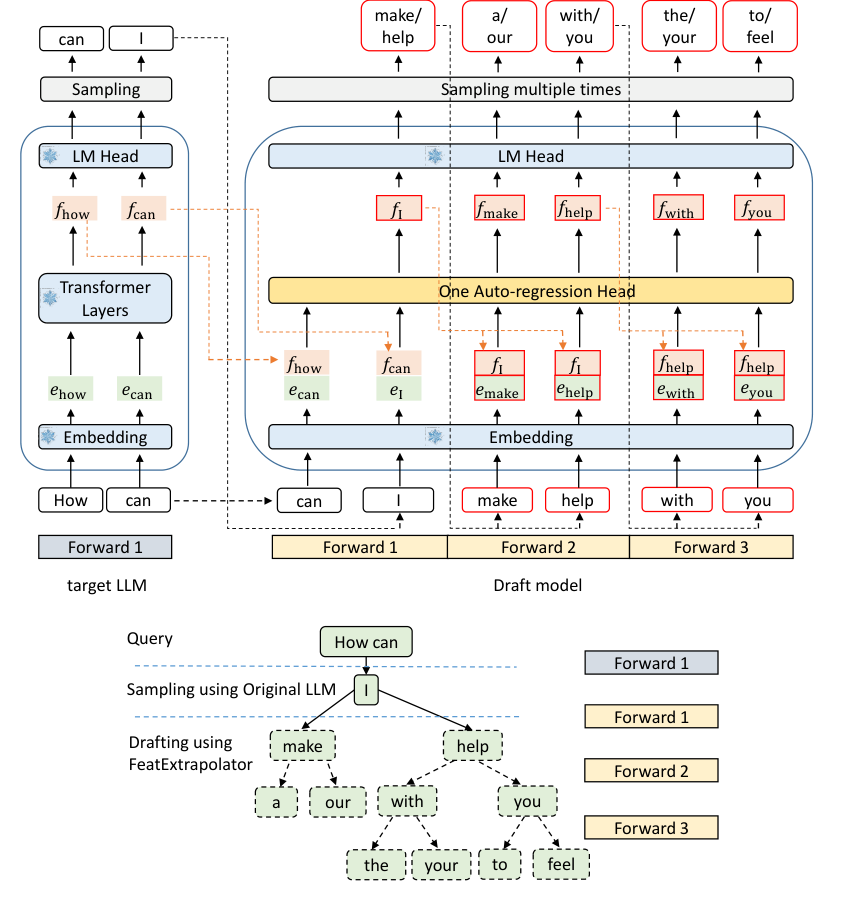 can
I
make/
help
a/
our
with/
you
the/
your
to/
feel
Sampling
Sampling multiple times
LM Head
LM Head
f_how
f_can
f_I
f_make
f_help
f_with
f_you
Transformer
Layers
One Auto-regression Head
f_how
f_can
f_I
f_I
f_help
f_help
e_how
e_can
e_can
e_I
e_make
e_help
e_with
e_you
Embedding
Embedding
How
can
can
I
make
help
with
you
Forward 1
Forward 1
Forward 2
Forward 3
target LLM
Draft model
Query
How can
Forward 1
Sampling using Original LLM
I
Forward 1
Drafting using
FeatExtrapolator
make
help
Forward 2
a
our
with
you
Forward 3
the
your
to
feel